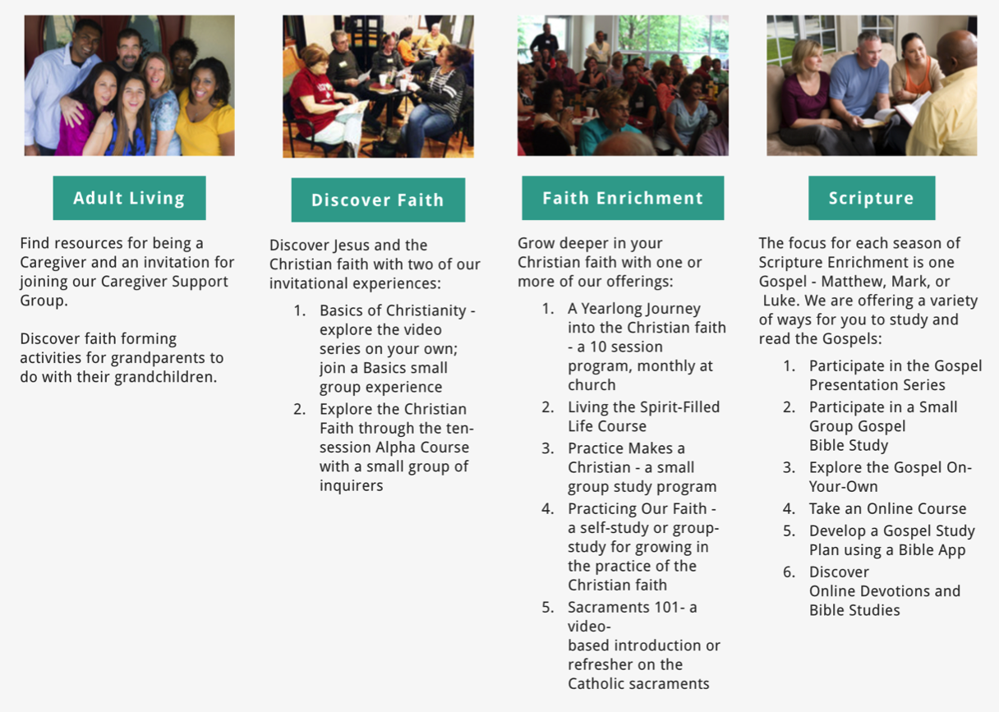 Adult Living
Find resources for being a
Caregiver and an invitation for
joining our Caregiver Support
Group.
Discover faith forming
activities for grandparents to
do with their grandchildren.
Discover Faith
Discover Jesus and the
Christian faith with two of our
invitational experiences:
1. Basics of Christianity -
explore the video
series on your own;
join a Basics small
group experience
2. Explore the Christian
Faith through the ten-
session Alpha Course
with a small group of
inquirers
Faith Enrichment
Grow deeper in your
Christian faith with one or
more of our offerings:
1. A Yearlong Journey
into the Christian faith
- a 10 session
program, monthly at
church
2. Living the Spirit-Filled
Life Course
3. Practice Makes a
Christian - a small
group study program
4. Practicing Our Faith -
a self-study or group-
study for growing in
the practice of the
Christian faith
5. Sacraments 101- a
video-
based introduction or
refresher on the
Catholic sacraments
Scripture
The focus for each season of
Scripture Enrichment is one
Gospel - Matthew, Mark, or
Luke. We are offering a variety
of ways for you to study and
read the Gospels:
1. Participate in the Gospel
Presentation Series
2. Participate in a Small
Group Gospel
Bible Study
3. Explore the Gospel On-
Your-Own
4. Take an Online Course
5. Develop a Gospel Study
Plan using a Bible App
6. Discover
Online Devotions and
Bible Studies